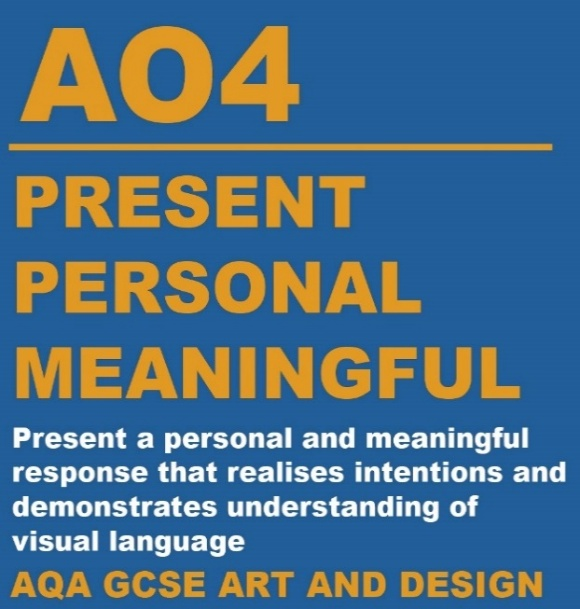 AO4
PRESENT
PERSONAL
MEANINGFUL
Present a personal and meaningful
response that realises intentions and
demonstrates understanding of
visual language
AQA GCSE ART AND DESIGN